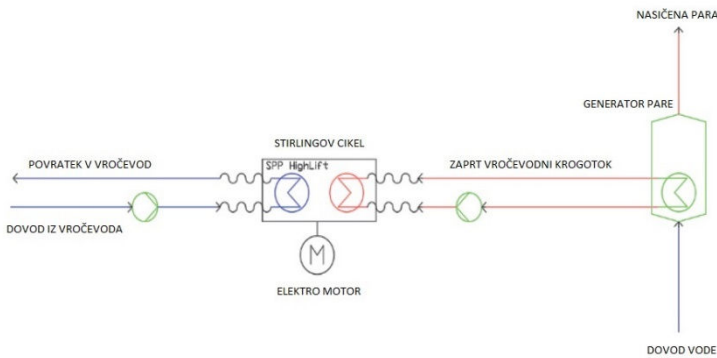 NASIČENA PARA
GENERATOR PARE
STIRLINGOV CIKEL
SPP HighLift
POVRATEK V VROČEVOD
ZAPRT VROČEVODNI KROGOTOK
DOVOD IZ VROČEVODA
M
ELEKTRO MOTOR
DOVOD VODE